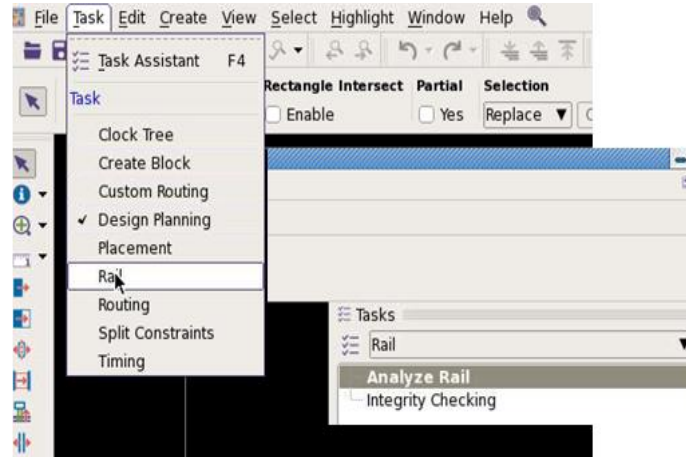 File Task Edit Create View Select Highlight Window Help
Task Assistant F4
Rectangle Intersect Partial Selection
Task
Enable Yes Replace
Clock Tree
Create Block
Custom Routing
Design Planning
Placement
Rail
Routing
Split Constraints
Timing
Tasks
Rail
Analyze Rail
Integrity Checking